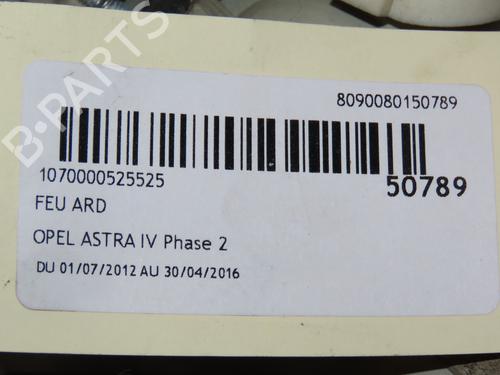 8090080150789
1070000525525
50789
FEU ARD
OPEL ASTRA IV Phase 2
DU 01/07/2012 AU 30/04/2016
B-PARTS